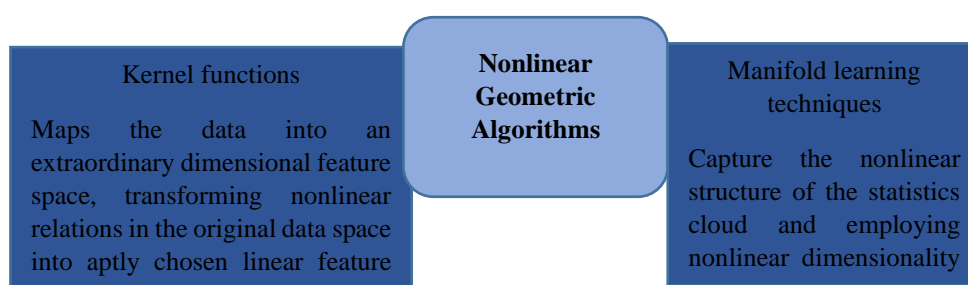 Kernel functions
Maps the data into an
extraordinary dimensional feature
space, transforming nonlinear
relations in the original data space
into aptly chosen linear feature
Nonlinear
Geometric
Algorithms
Manifold learning
techniques
Capture the nonlinear
structure of the statistics
cloud and employing
nonlinear dimensionality